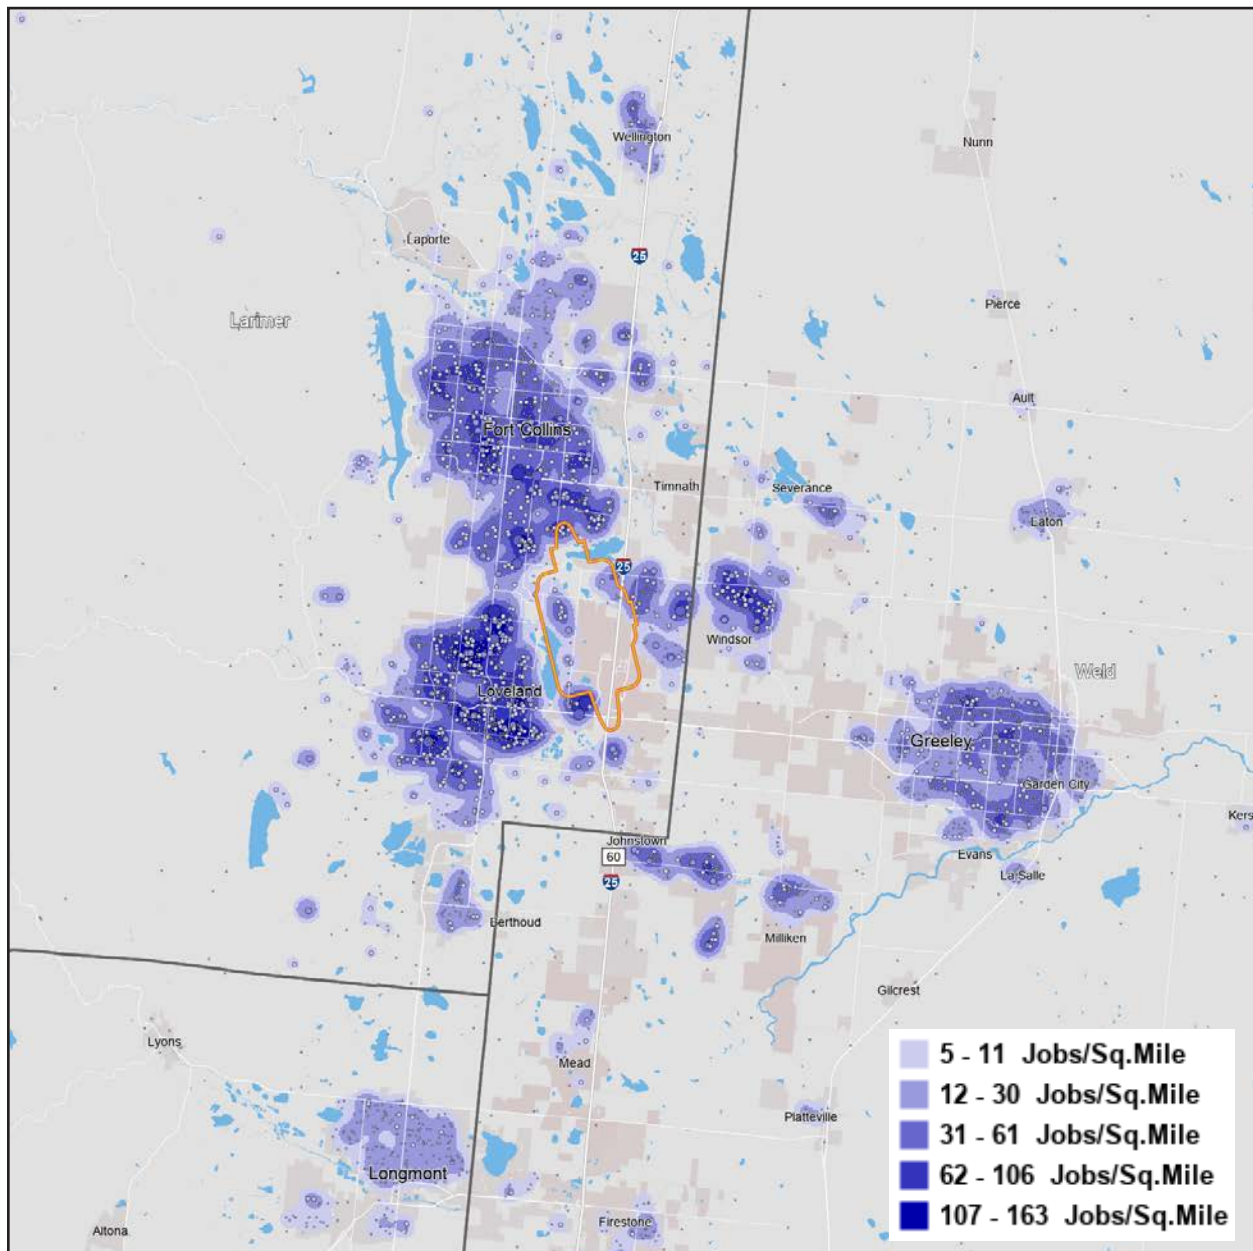 Wellington
Nunn
Laporte
25
Pierce
Larimer
Ault
Fort Collins
Timnath
Severance
Eaton
25
Windsor
Weld
Loveland
Greeley
Garden City
Kers
Johnstown
60
Evans
La Salle
25
Berthoud
Milliken
Gilcrest
Lyons
Mead
Platteville
Longmont
Firestone
Altona
5 - 11 Jobs/Sq.Mile
12 - 30 Jobs/Sq.Mile
31 - 61 Jobs/Sq.Mile
62 - 106 Jobs/Sq.Mile
107 - 163 Jobs/Sq.Mile